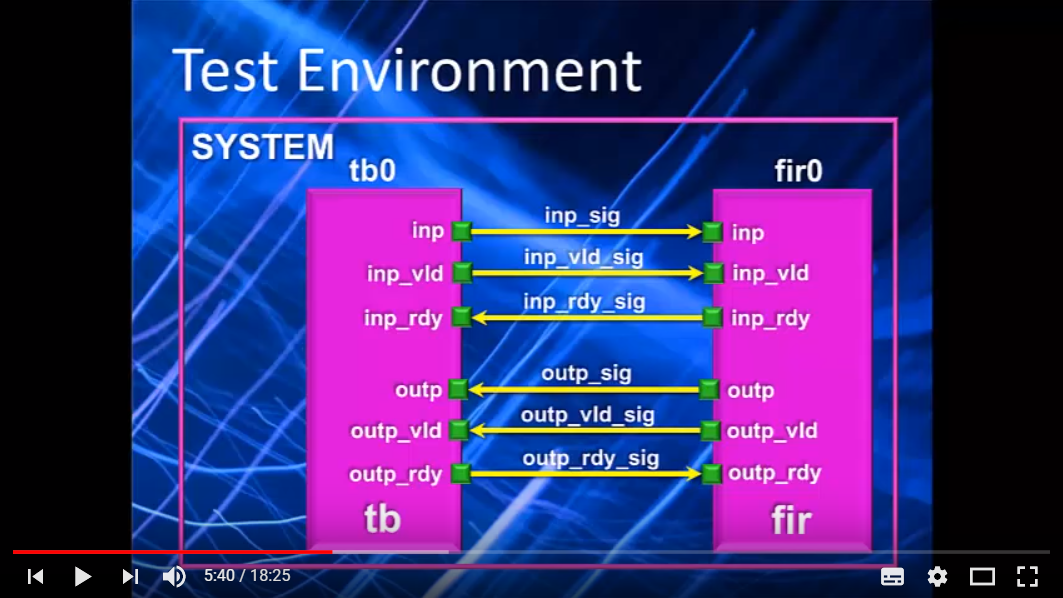 Test Environment
SYSTEM
tb0
fir0
inp
inp_sig
inp
inp_vld
inp_vld_sig
inp_vld
inp_rdy
inp_rdy_sig
inp_rdy
outp
outp_sig
outp
outp_vld
outp_vld_sig
outp_vld
outp_rdy
outp_rdy_sig
outp_rdy
tb
fir
5:40 / 18:25